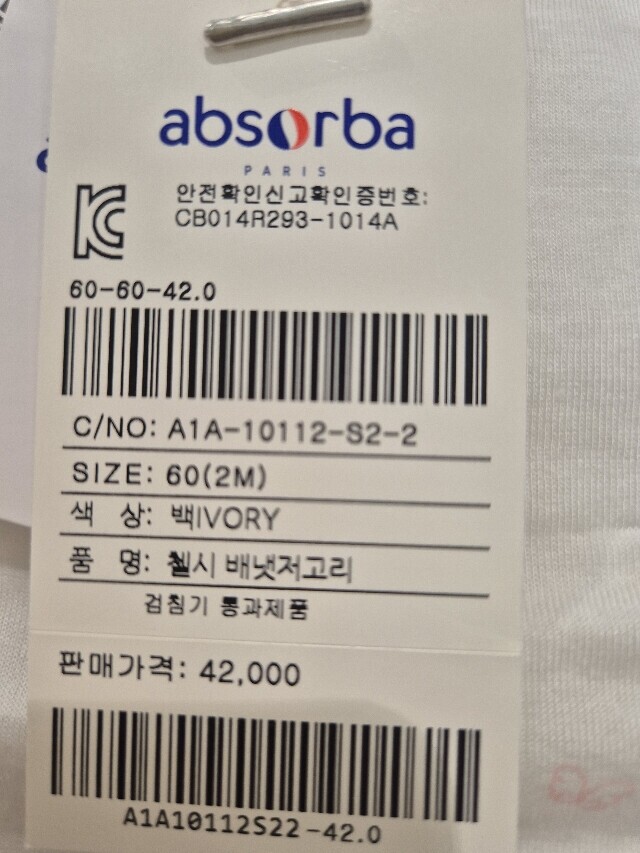 absorba
PARIS
안전확인신고확인증번호:
CB014R293-1014A
60-60-42.0
C/NO: A1A-10112-S2-2
SIZE: 60(2M)
색 상: 백IVORY
품 명: 첼시 배냇저고리
검침기 통과제품
판매가격: 42,000
A1A10112S22-42.0